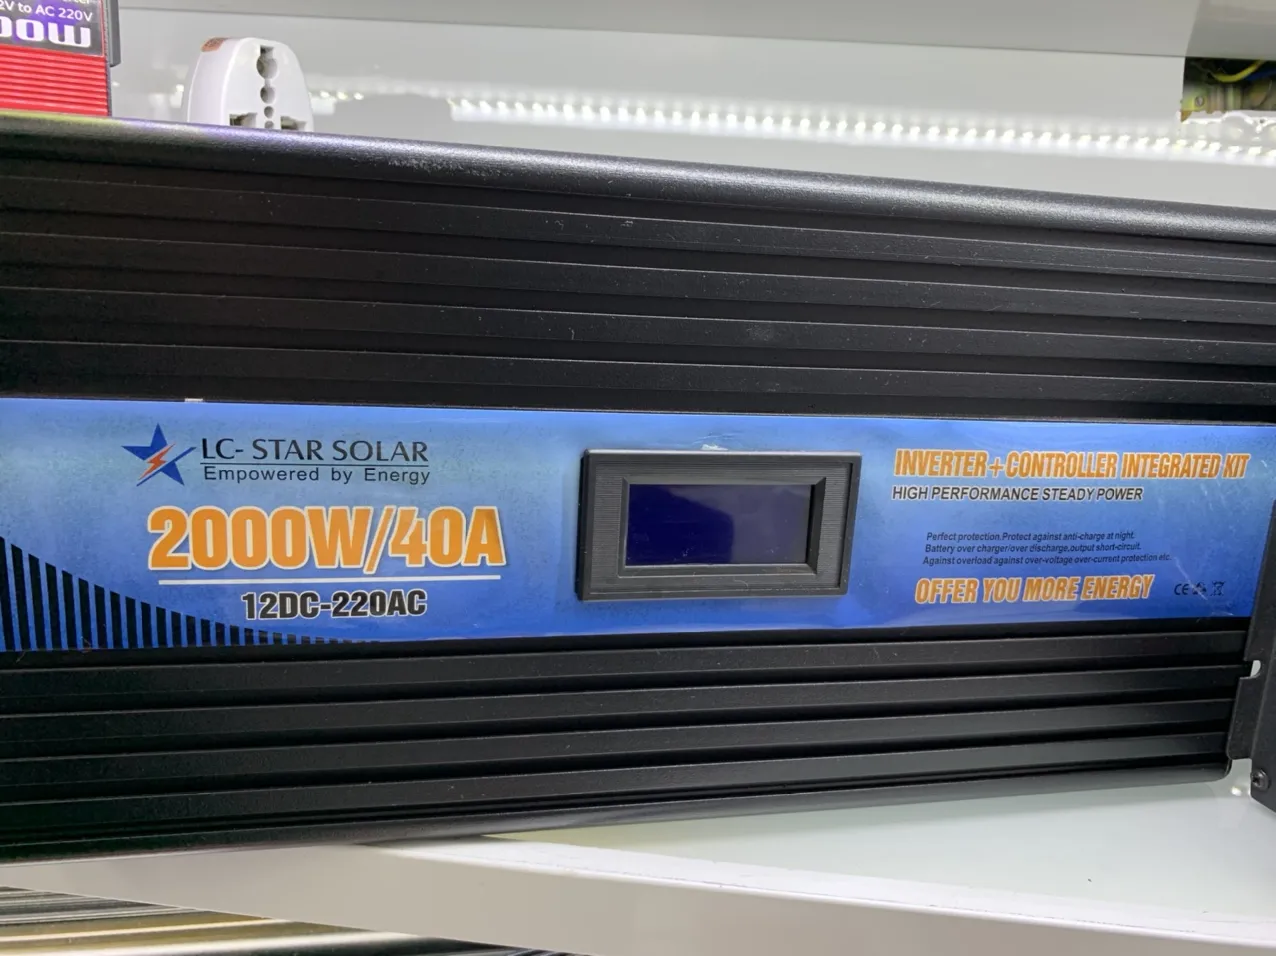 V to AC 220V
00W
LC- STAR SOLAR
Empowered by Energy
2000W/40A
12DC-220AC
INVERTER+CONTROLLER INTEGRATED KIT
HIGH PERFORMANCE STEADY POWER
Perfect protection.Protect against anti-charge at night.
Battery over charger/over discharge,output short-circuit.
Against overload against over-voltage over-current protection etc.
OFFER YOU MORE ENERGY
CE